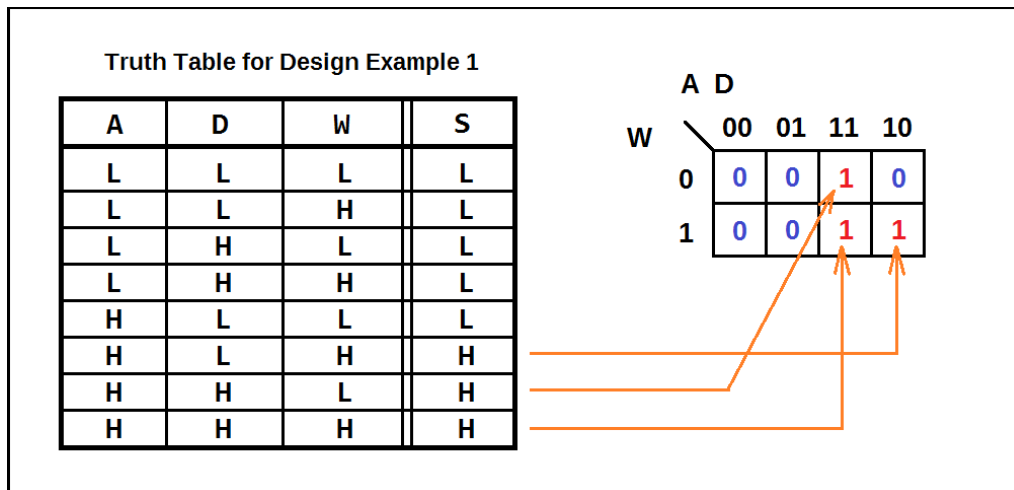 Truth Table for Design Example 1
A D W S
L L L L
L L H L
L H L L
L H H L
H L L L
H L H H
H H L H
H H H H
A D
W 00 01 11 10
0 0 0 1 0
1 0 0 1 1